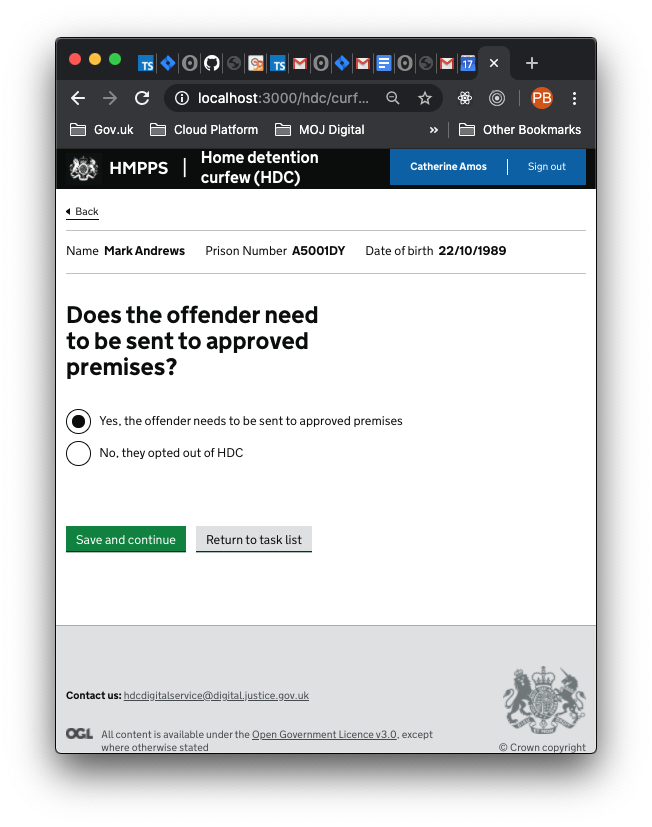 TS TS 17
localhost:3000/hdc/curf... PB
Gov.uk Cloud Platform MOJ Digital » Other Bookmarks
HMPPS | Home detention
curfew (HDC)
Catherine Amos Sign out
Back
Name Mark Andrews Prison Number A5001DY Date of birth 22/10/1989
Does the offender need
to be sent to approved
premises?
Yes, the offender needs to be sent to approved premises
No, they opted out of HDC
Save and continue Return to task list
Contact us: hdcdigitalservice@digital.justice.gov.uk
OGL All content is available under the Open Government Licence v3.0, except
where otherwise stated
© Crown copyright